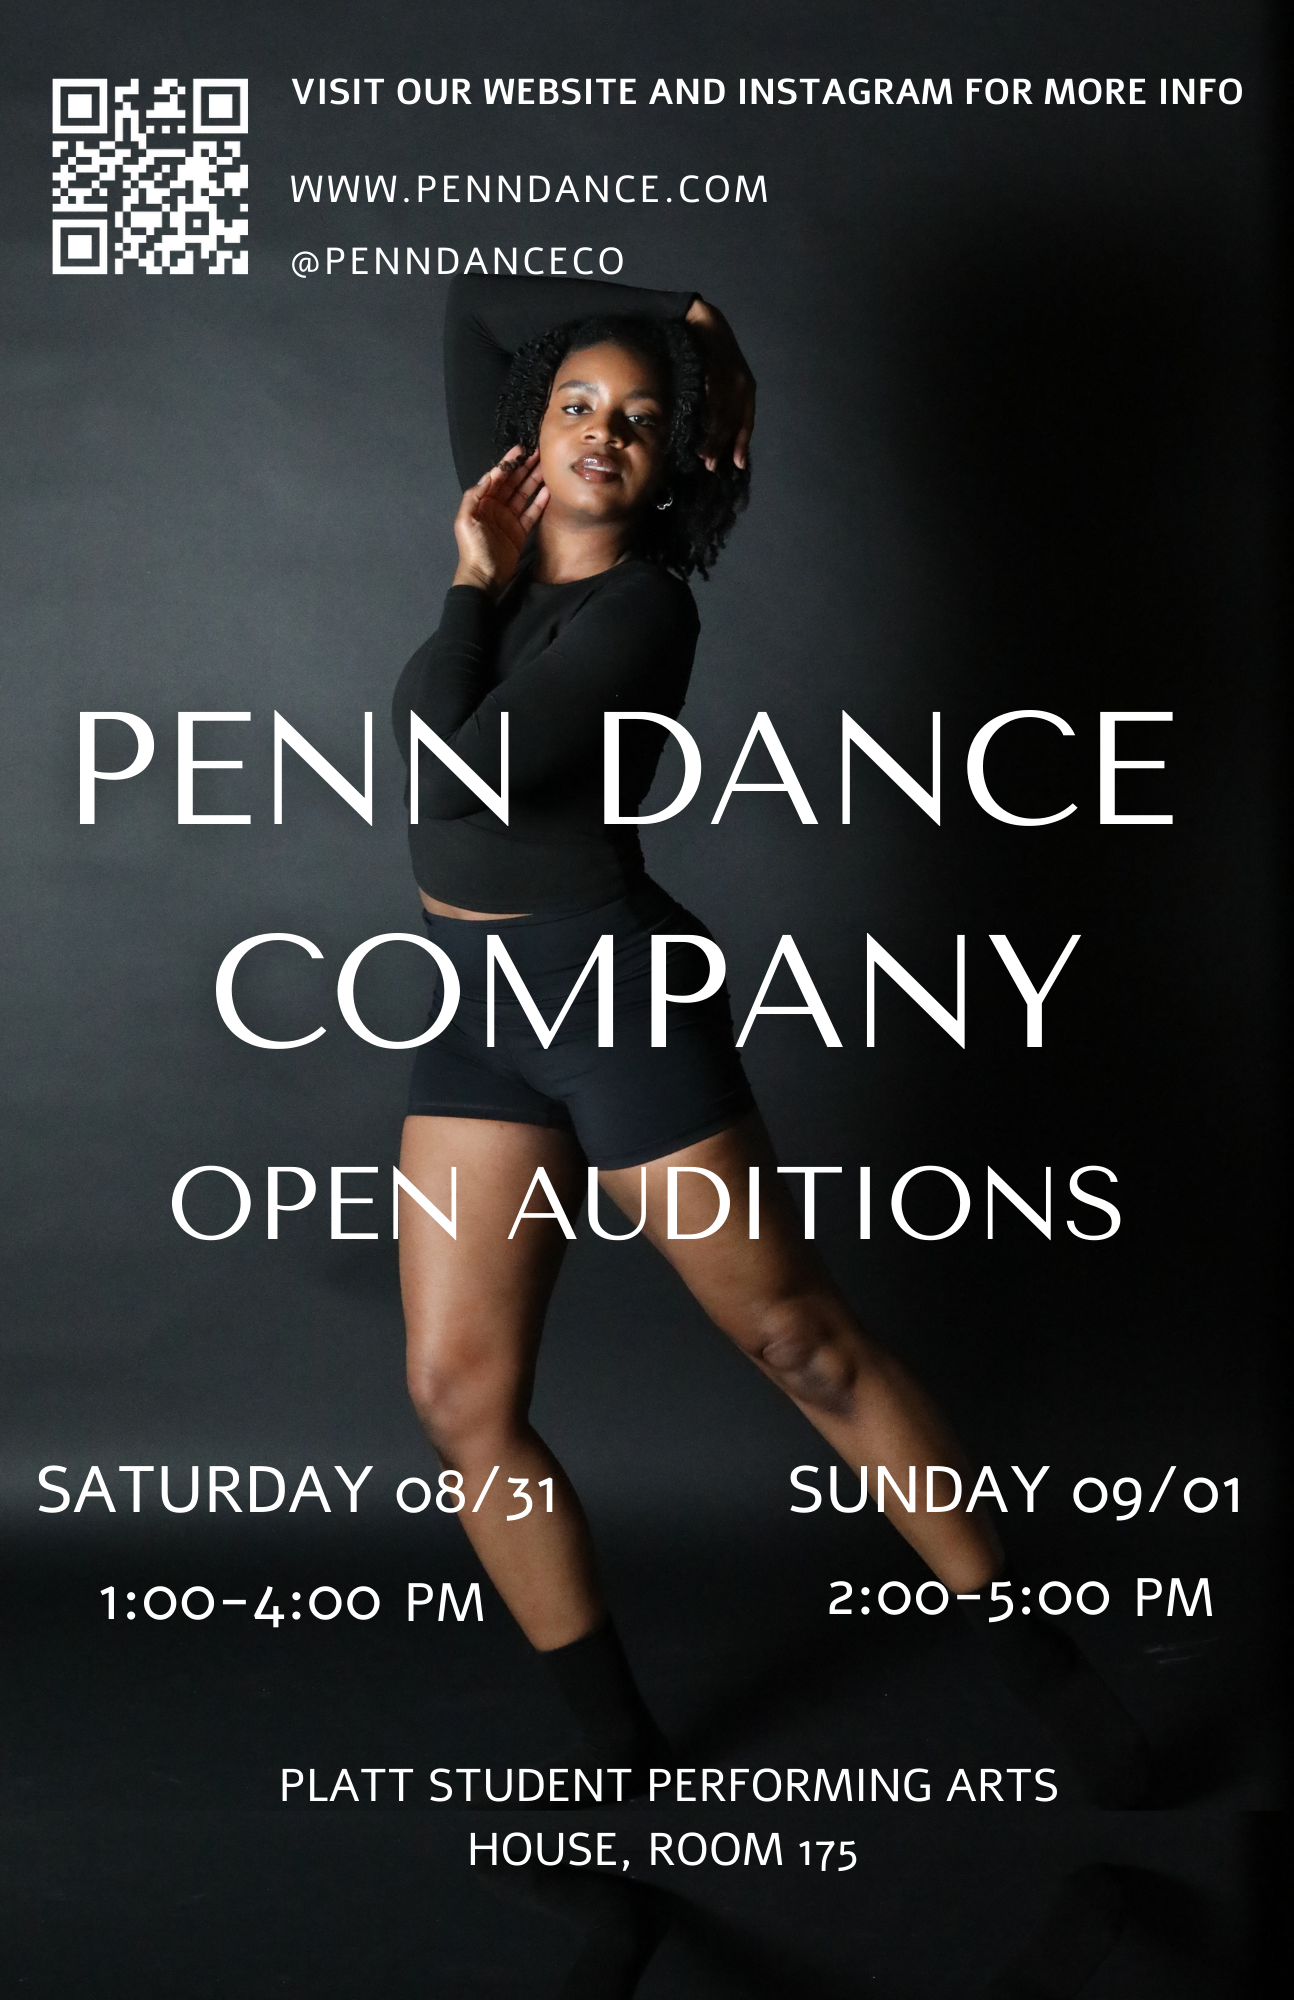 VISIT OUR WEBSITE AND INSTAGRAM FOR MORE INFO
WWW.PENNDANCE.COM
@PENNDANCECO
PENN DANCE
COMPANY
OPEN AUDITIONS
SATURDAY 08/31
1:00-4:00 PM
SUNDAY 09/01
2:00-5:00 PM
PLATT STUDENT PERFORMING ARTS
HOUSE, ROOM 175